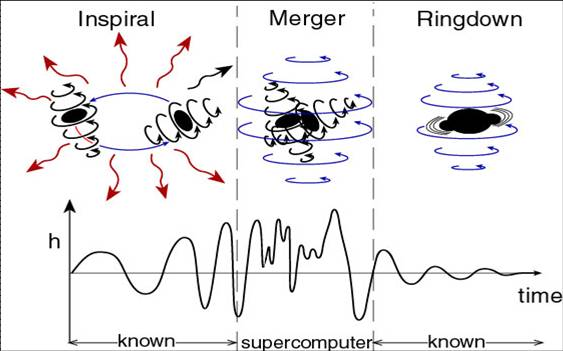 Inspiral
Merger
Ringdown
h
time
known
supercomputer
known